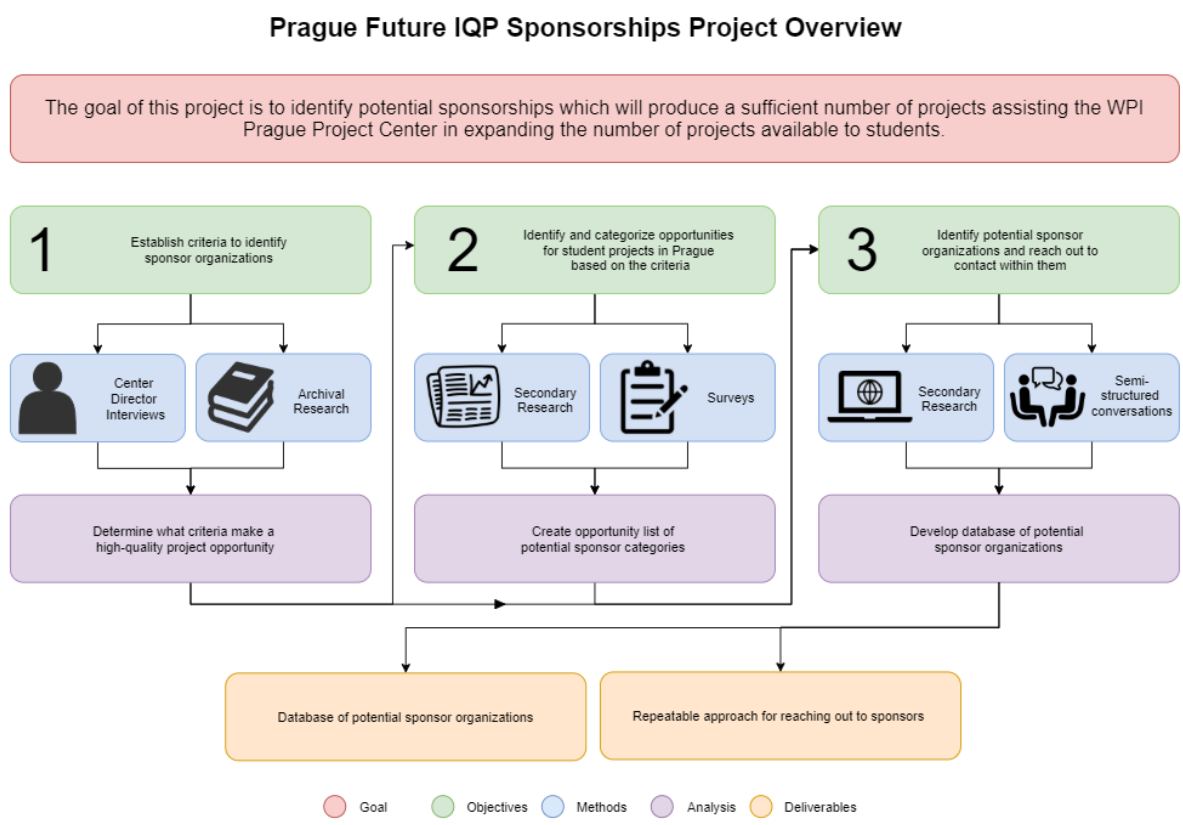 Prague Future IQP Sponsorships Project Overview
The goal of this project is to identify potential sponsorships which will produce a sufficient number of projects assisting the WPI
Prague Project Center in expanding the number of projects available to students.
1
Establish criteria to identify
sponsor organizations
2
Identify and categorize opportunities
for student projects in Prague
based on the criteria
3
Identify potential sponsor
organizations and reach out to
contact within them
Center
Director
Interviews
Archival
Research
Secondary
Research
Surveys
Secondary
Research
Semi-
structured
conversations
Determine what criteria make a
high-quality project opportunity
Create opportunity list of
potential sponsor categories
Develop database of potential
sponsor organizations
Database of potential sponsor organizations
Repeatable approach for reaching out to sponsors
Goal
Objectives
Methods
Analysis
Deliverables